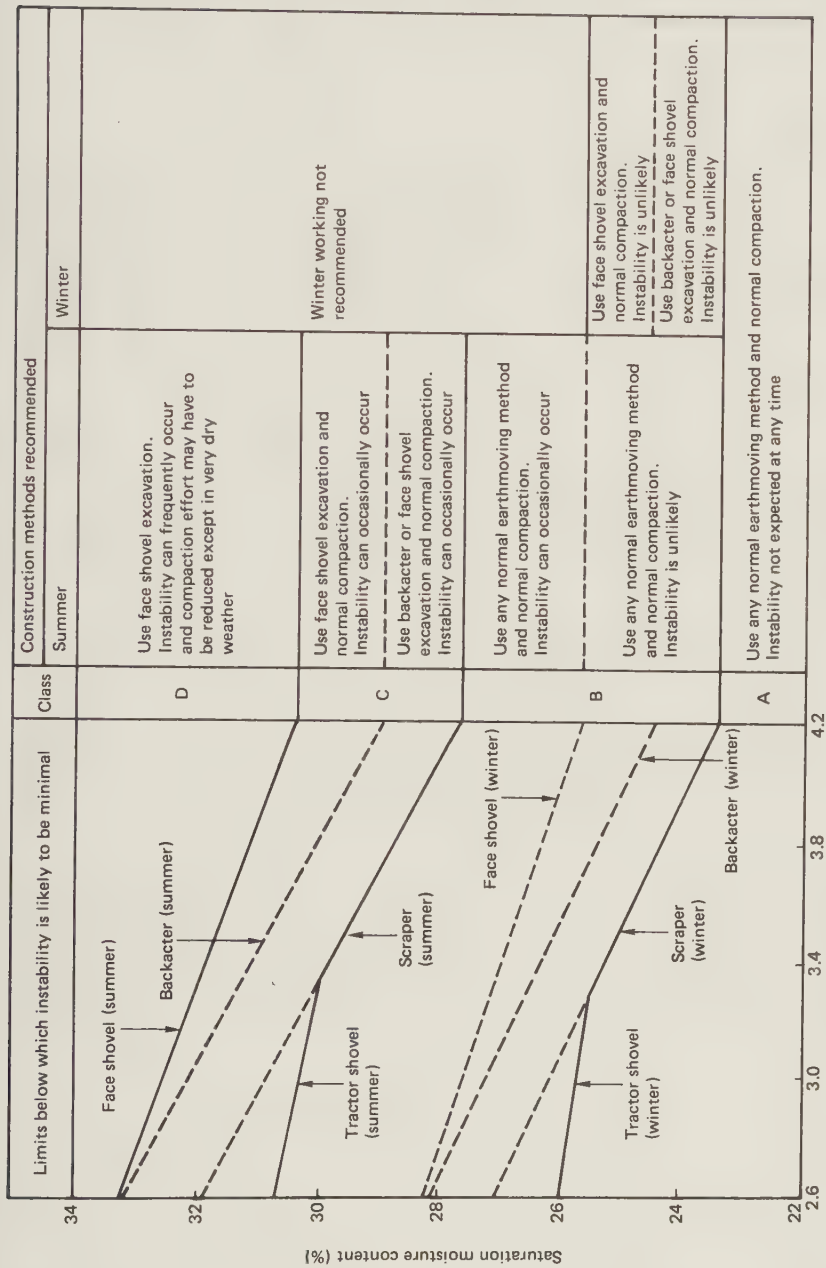 Limits below which instability is likely to be minimal
Class
Construction methods recommended
Summer
Winter
Face shovel (summer)
Backacter (summer)
Tractor shovel
(summer)
Scraper
(summer)
Face shovel (winter)
Tractor shovel
(winter)
Scraper
(winter)
Backacter (winter)
D
C
B
A
Use face shovel excavation.
Instability can frequently occur
and compaction effort may have to
be reduced except in very dry
weather
Use face shovel excavation and
normal compaction.
Instability can occasionally occur
Use backacter or face shovel
excavation and normal compaction.
Instability can occasionally occur
Use any normal earthmoving method
and normal compaction.
Instability can occasionally occur
Use any normal earthmoving method
and normal compaction.
Instability is unlikely
Winter working not
recommended
Use face shovel excavation and
normal compaction.
Instability is unlikely
Use backacter or face shovel
excavation and normal compaction.
Instability is unlikely
Use any normal earthmoving method and normal compaction.
Instability not expected at any time
Saturation moisture content (%)
34
32
30
28
26
24
22
2.6
3.0
3.4
3.8
4.2